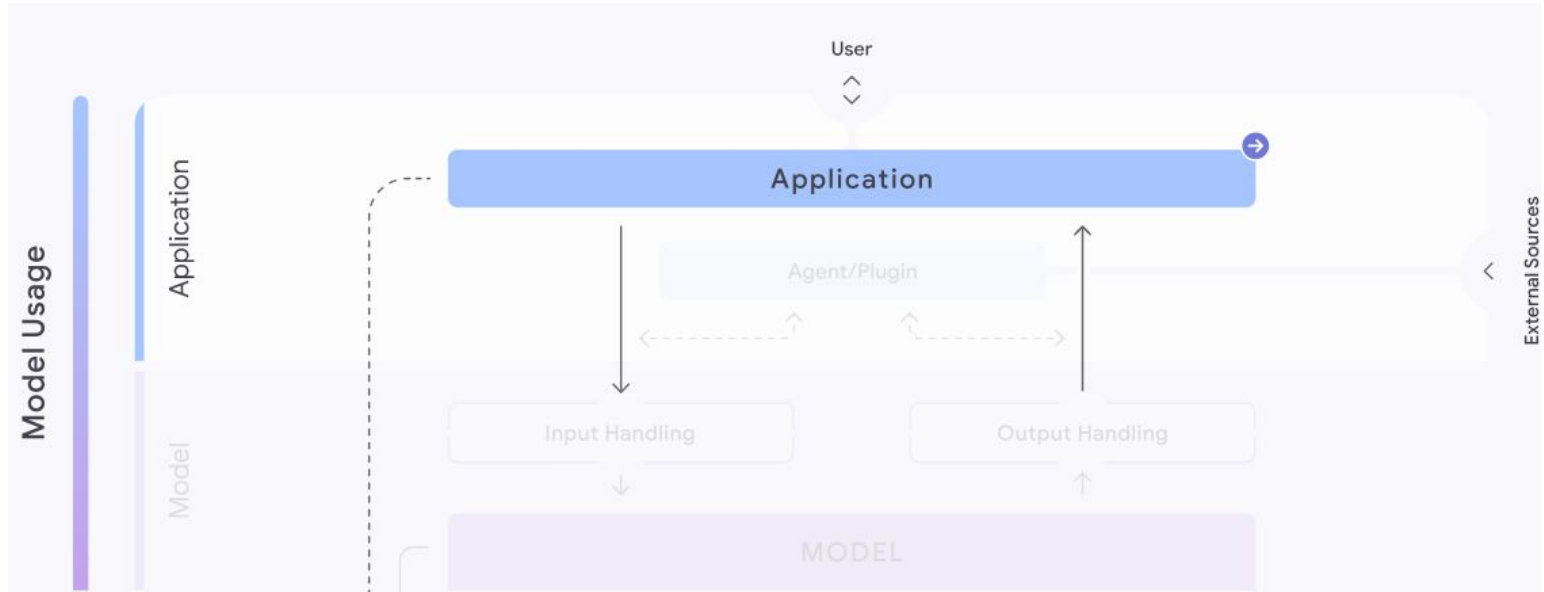 User
Application
Application
Agent/Plugin
External Sources
Model Usage
Input Handling
Output Handling
Model
MODEL